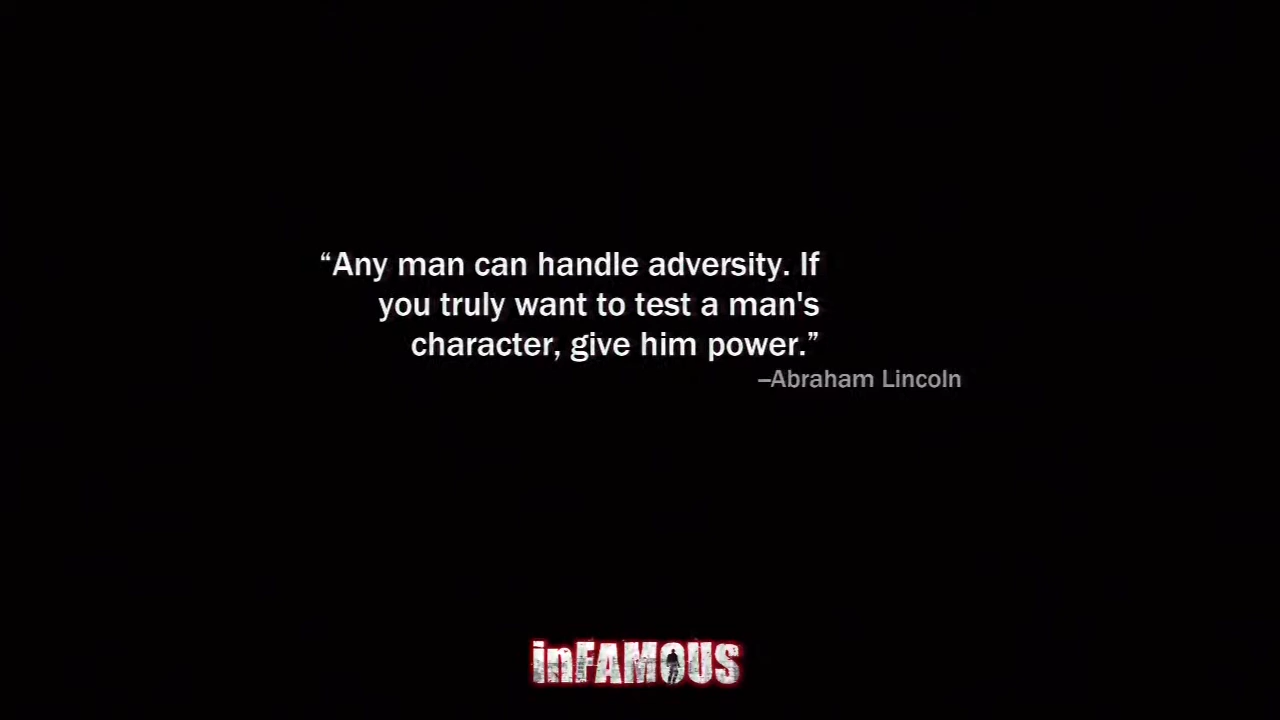 “Any man can handle adversity. If
you truly want to test a man's
character, give him power.”
–Abraham Lincoln
inFAMOUS